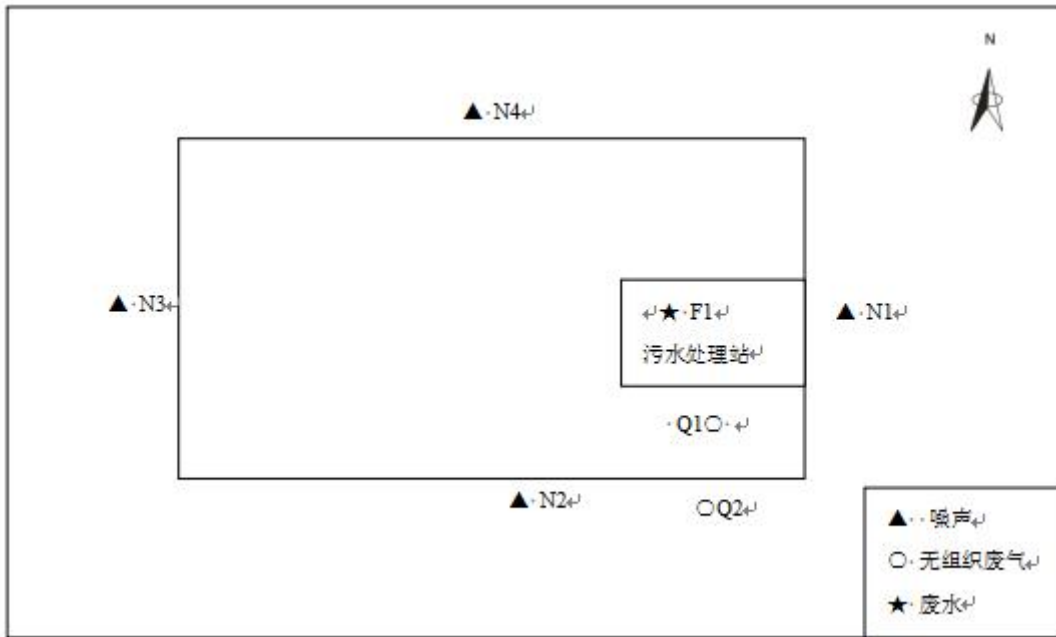 N
▲·N4↵
▲·N3↵
↵★·F1↵
▲·N1↵
污水处理站↵
·Q1○·↵
▲·N2↵
○Q2↵
▲··噪声↵
○·无组织废气↵
★·废水↵